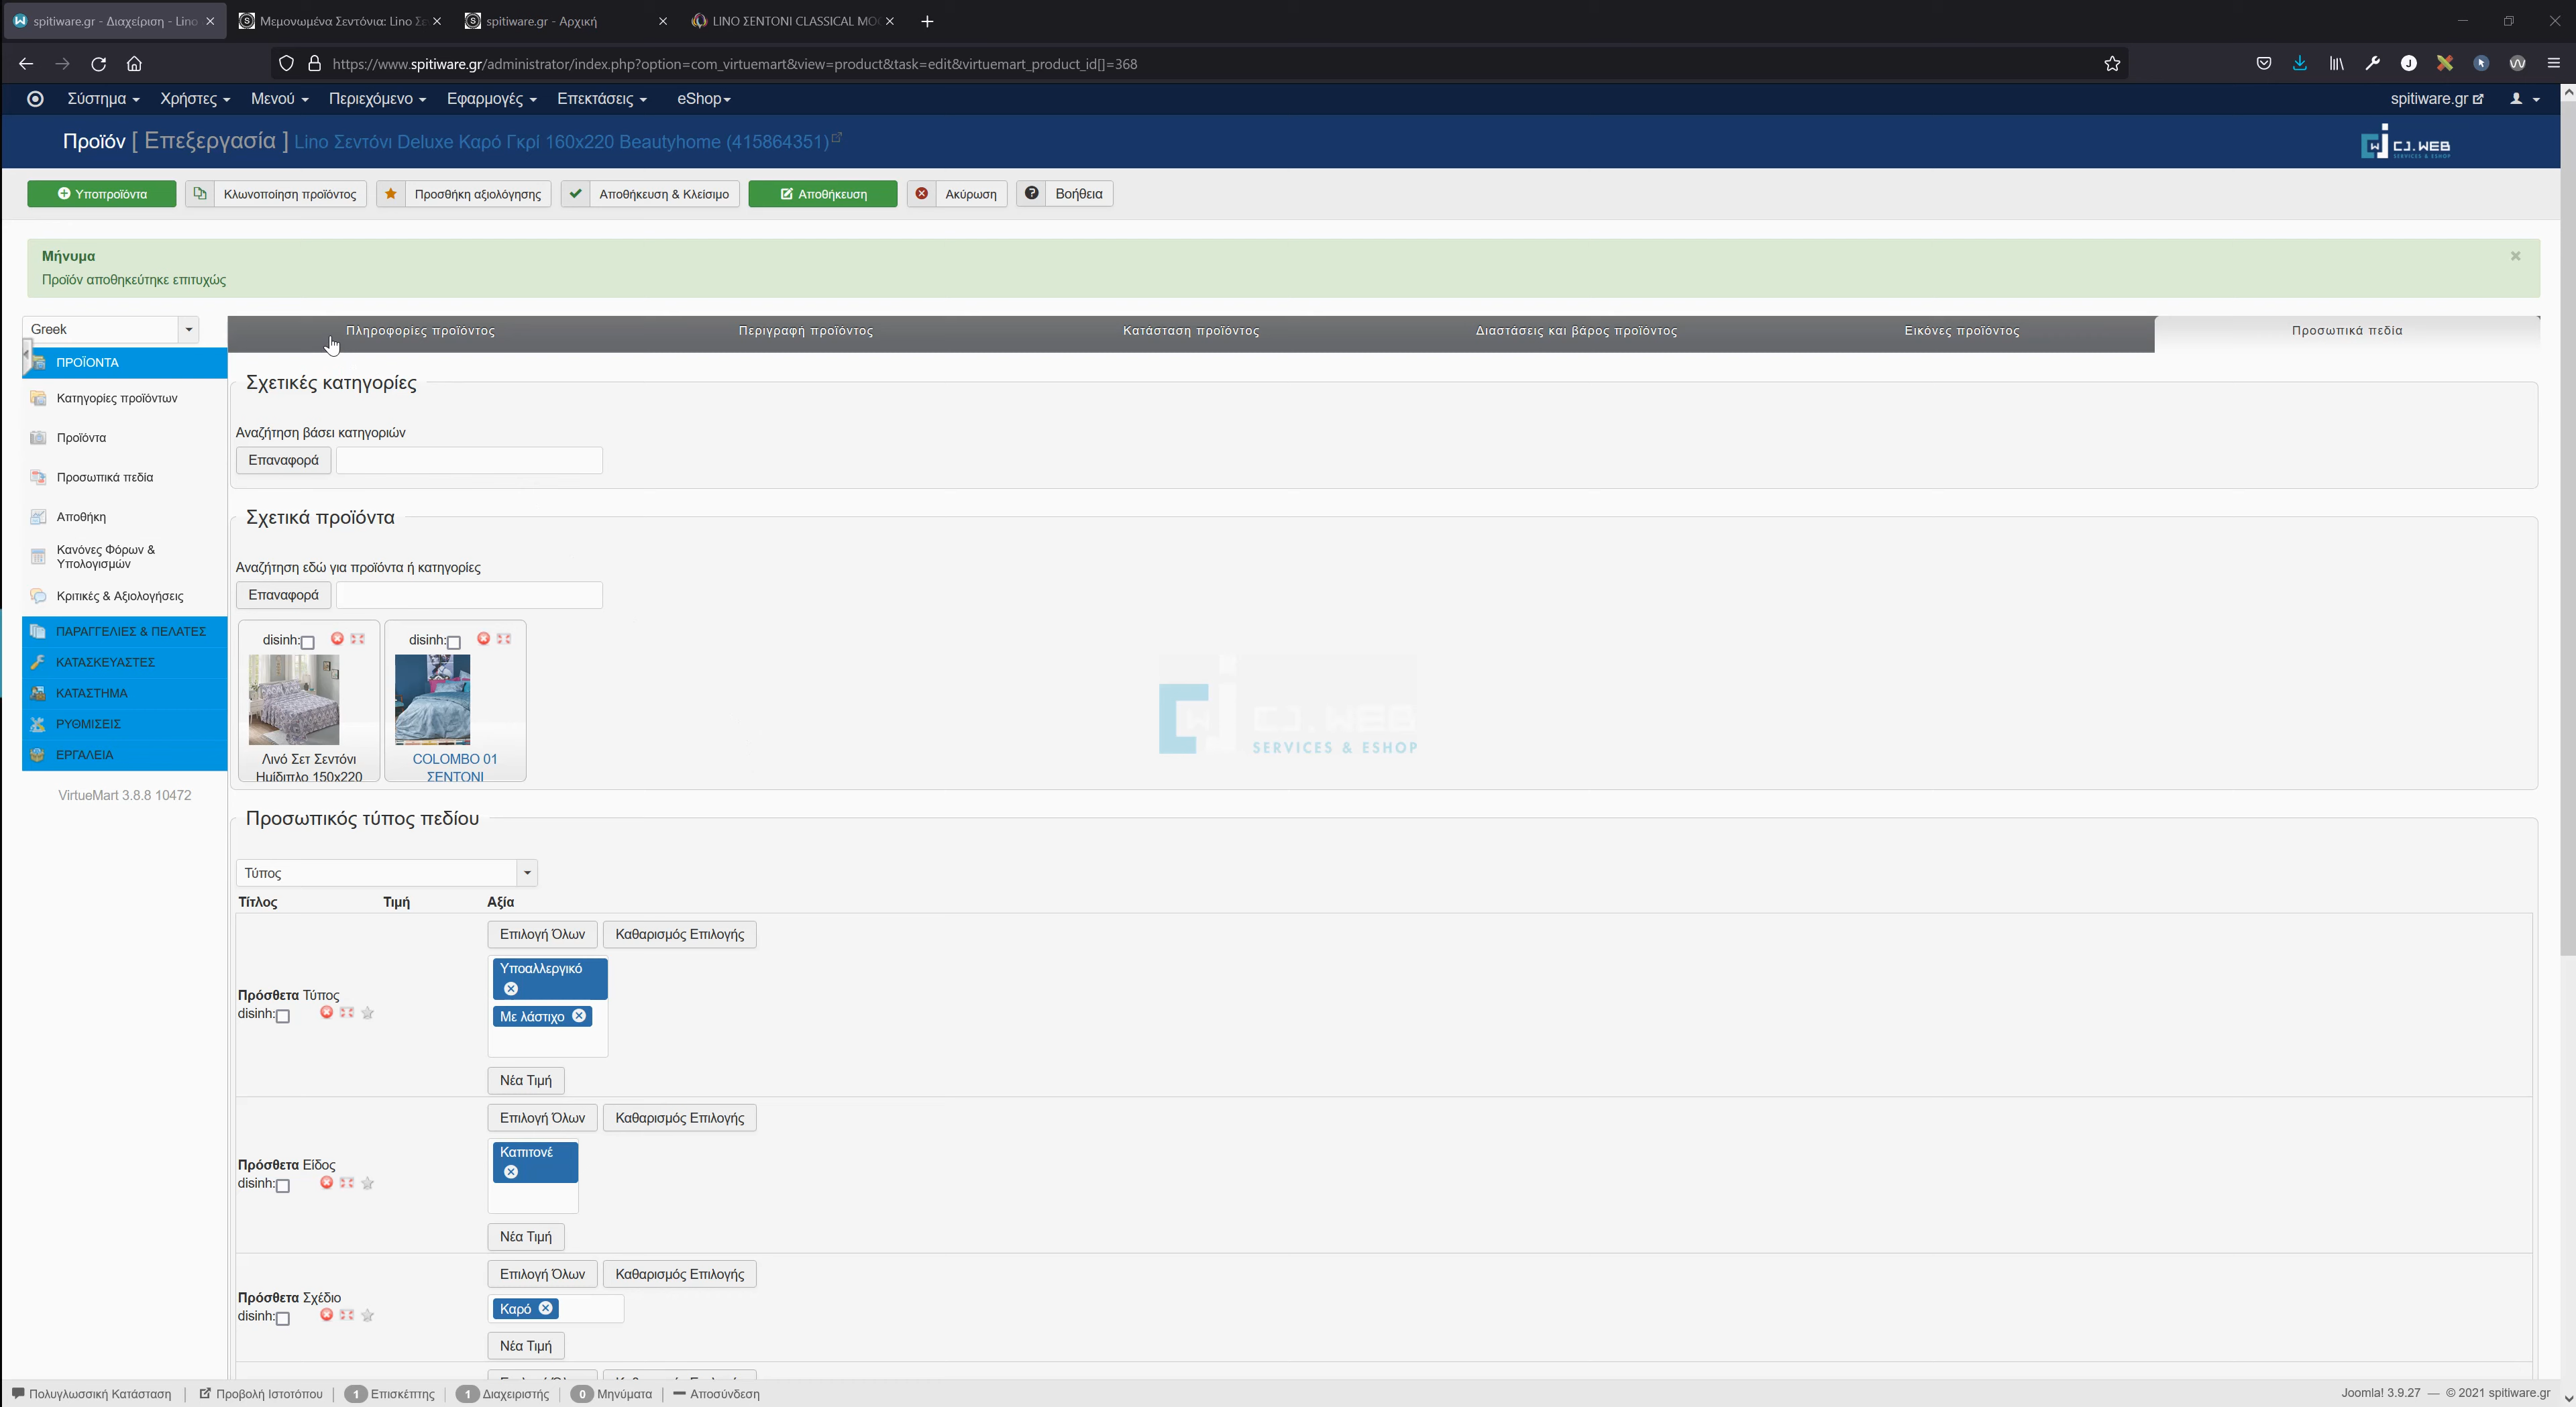 spitiware.gr - Διαχείριση - Lino
Μεμονωμένα Σεντόνια: Lino Σε
spitiware.gr - Αρχική
LINO ΣΕΝΤΟΝΙ CLASSICAL MO
https://www.spitiware.gr/administrator/index.php?option=com_virtuemart&view=product&task=edit&virtuemart_product_id[]=368
Σύστημα Χρήστες Μενού Περιεχόμενο Εφαρμογές Επεκτάσεις eShop spitiware.gr
Προϊόν [ Επεξεργασία ] Lino Σεντόνι Deluxe Καρό Γκρί 160x220 Beautyhome (415864351)
CJ.WEB
SERVICES & ESHOP
Υποπροϊόντα Κλωνοποίηση προϊόντος Προσθήκη αξιολόγησης Αποθήκευση & Κλείσιμο Αποθήκευση Ακύρωση Βοήθεια
Μήνυμα
Προϊόν αποθηκεύτηκε επιτυχώς
Greek
Πληροφορίες προϊόντος Περιγραφή προϊόντος Κατάσταση προϊόντος Διαστάσεις και βάρος προϊόντος Εικόνες προϊόντος Προσωπικά πεδία
ΠΡΟΪΟΝΤΑ
Κατηγορίες προϊόντων
Προϊόντα
Προσωπικά πεδία
Αποθήκη
Κανόνες Φόρων &
Υπολογισμών
Κριτικές & Αξιολογήσεις
ΠΑΡΑΓΓΕΛΙΕΣ & ΠΕΛΑΤΕΣ
ΚΑΤΑΣΚΕΥΑΣΤΕΣ
ΚΑΤΑΣΤΗΜΑ
ΡΥΘΜΙΣΕΙΣ
ΕΡΓΑΛΕΙΑ
VirtueMart 3.8.8 10472
Σχετικές κατηγορίες
Αναζήτηση βάσει κατηγοριών
Επαναφορά
Σχετικά προϊόντα
Αναζήτηση εδώ για προϊόντα ή κατηγορίες
Επαναφορά
disinh: disinh:
Λινό Σετ Σεντόνι
Ημίδιπλο 150x220
COLOMBO 01
ΣΕΝΤΟΝΙ
CJ.WEB
SERVICES & ESHOP
Προσωπικός τύπος πεδίου
Τύπος
Τίτλος Τιμή Αξία
Επιλογή Όλων Καθαρισμός Επιλογής
Υποαλλεργικό
Με λάστιχο
Πρόσθετα Τύπος
disinh:
Νέα Τιμή
Επιλογή Όλων Καθαρισμός Επιλογής
Καπιτονέ
Πρόσθετα Είδος
disinh:
Νέα Τιμή
Επιλογή Όλων Καθαρισμός Επιλογής
Πρόσθετα Σχέδιο
Καρό
disinh:
Νέα Τιμή
Πολυγλωσσική Κατάσταση Προβολή Ιστοτόπου 1 Επισκέπτης 1 Διαχειριστής 0 Μηνύματα Αποσύνδεση
Joomla! 3.9.27 — © 2021 spitiware.gr